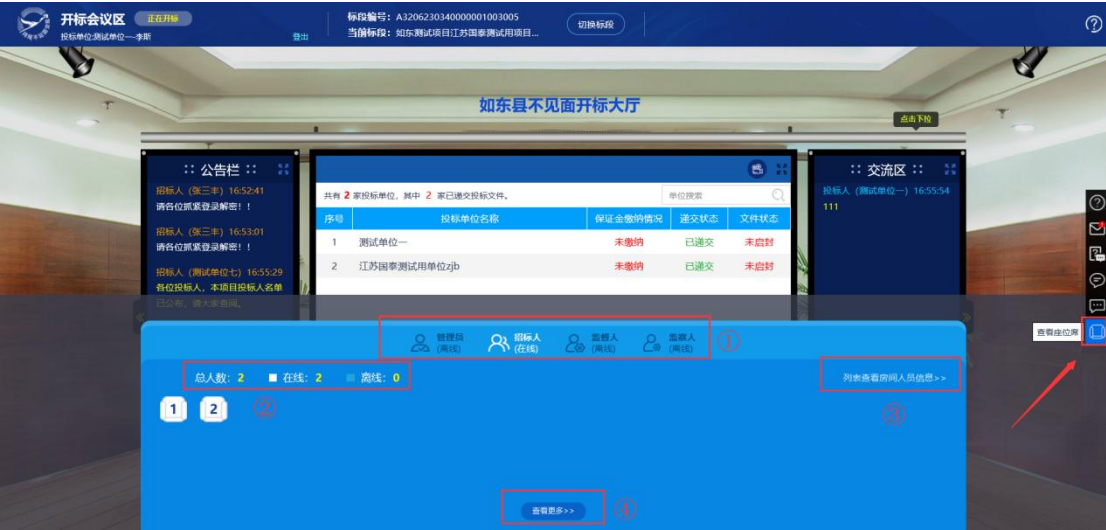 开标会议区 正在开标
投标单位:测试单位一-李斯 登出
标段编号：A3206230340000001003005
当前标段：如东测试项目江苏国泰测试用项目...
切换标段
如东县不见面开标大厅
点击下拉
:: 公告栏 ::
招标人（张三丰）16:52:41
请各位抓紧登录解密！！
招标人（张三丰）16:53:01
请各位抓紧登录解密！！
招标人（测试单位七）16:55:29
各位投标人，本项目投标人名单
已公布，请大家查阅。
共有 2 家投标单位，其中 2 家已递交投标文件。
单位搜索
序号 投标单位名称 保证金缴纳情况 递交状态 文件状态
1 测试单位一 未缴纳 已递交 未启封
2 江苏国泰测试用单位zjb 未缴纳 已递交 未启封
:: 交流区 ::
投标人（测试单位一）16:55:54
111
查看座位席
管理员
(离线)
招标人
(在线)
监督人
(离线)
监察人
(离线)
①
总人数：2 在线：2 离线：0
②
列表查看房间人员信息>>
③
1 2
查看更多>>
④